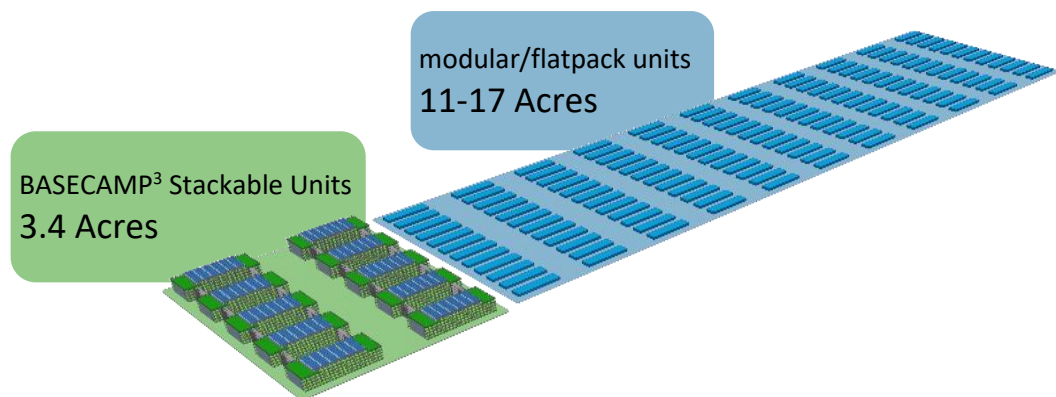 modular/flatpack units
11-17 Acres
BASECAMP³ Stackable Units
3.4 Acres